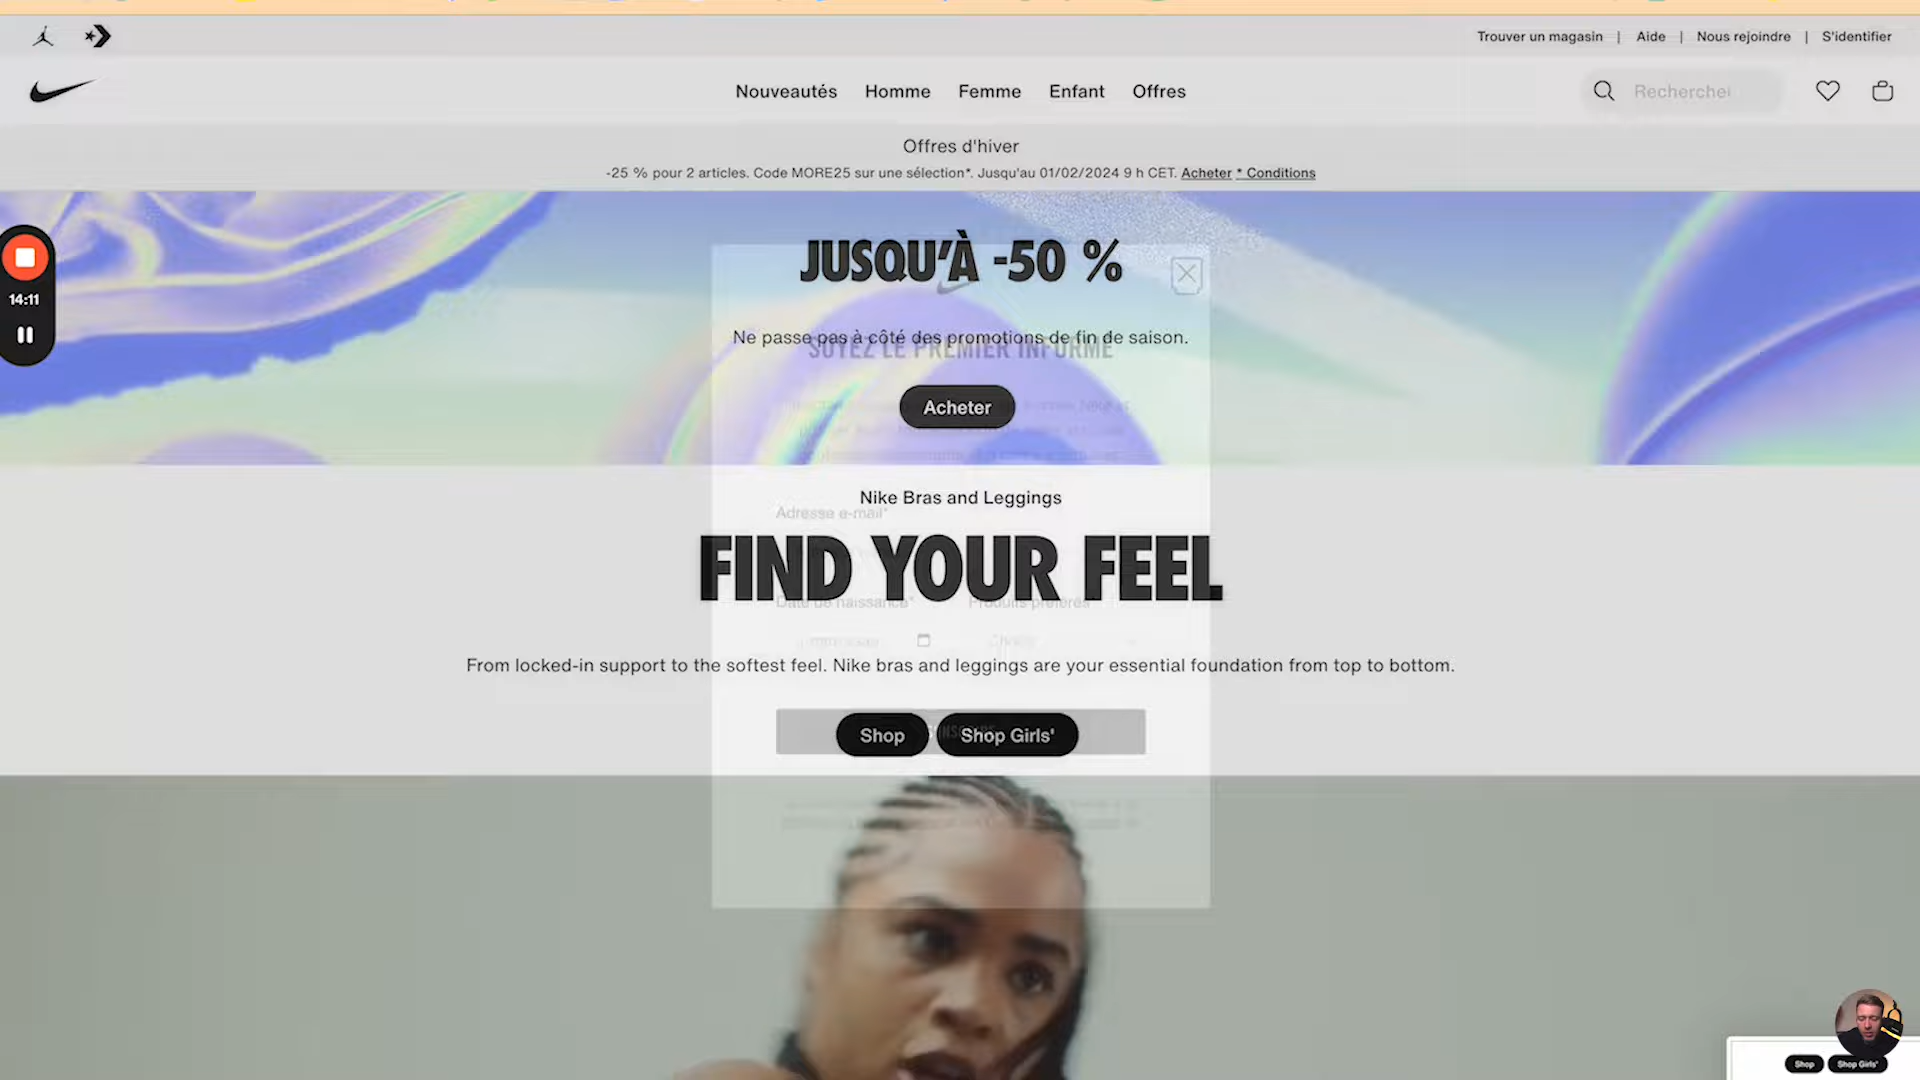 Trouver un magasin | Aide | Nous rejoindre | S'identifier
Nouveautés Homme Femme Enfant Offres
Rechercher
Offres d'hiver
-25 % pour 2 articles. Code MORE25 sur une sélection*. Jusqu'au 01/02/2024 9 h CET. Acheter * Conditions
JUSQU'À -50 %
14:11
Ne passe pas à côté des promotions de fin de saison.
SOYEZ LE PREMIER INFORMÉ
Acheter
Nike Bras and Leggings
Adresse e-mail*
FIND YOUR FEEL
Date de naissance* Produits préférés
From locked-in support to the softest feel. Nike bras and leggings are your essential foundation from top to bottom.
Shop Shop Girls'
Shop Shop Girls'